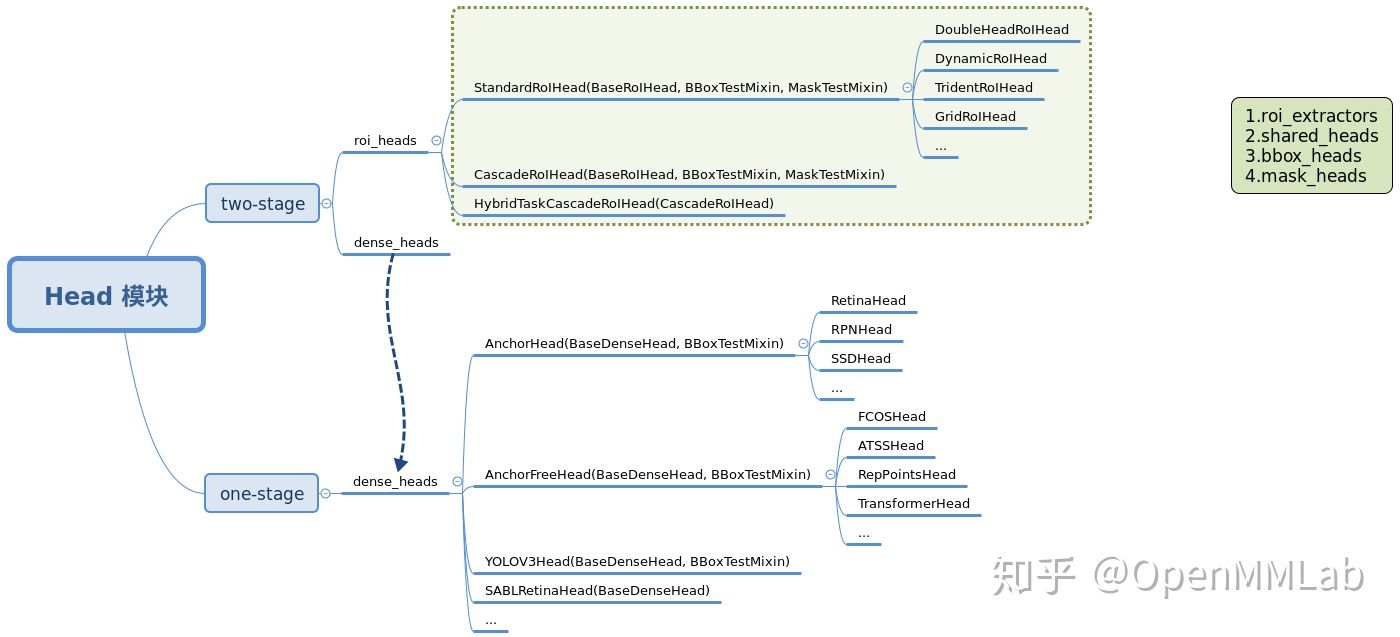 Head 模块
two-stage
roi_heads
StandardRoIHead(BaseRoIHead, BBoxTestMixin, MaskTestMixin)
DoubleHeadRoIHead
DynamicRoIHead
TridentRoIHead
GridRoIHead
...
CascadeRoIHead(BaseRoIHead, BBoxTestMixin, MaskTestMixin)
HybridTaskCascadeRoIHead(CascadeRoIHead)
dense_heads
1.roi_extractors
2.shared_heads
3.bbox_heads
4.mask_heads
one-stage
dense_heads
AnchorHead(BaseDenseHead, BBoxTestMixin)
RetinaHead
RPNHead
SSDHead
...
AnchorFreeHead(BaseDenseHead, BBoxTestMixin)
FCOSHead
ATSSHead
RepPointsHead
TransformerHead
...
YOLOV3Head(BaseDenseHead, BBoxTestMixin)
SABLRetinaHead(BaseDenseHead)
...
知乎 @OpenMMLab